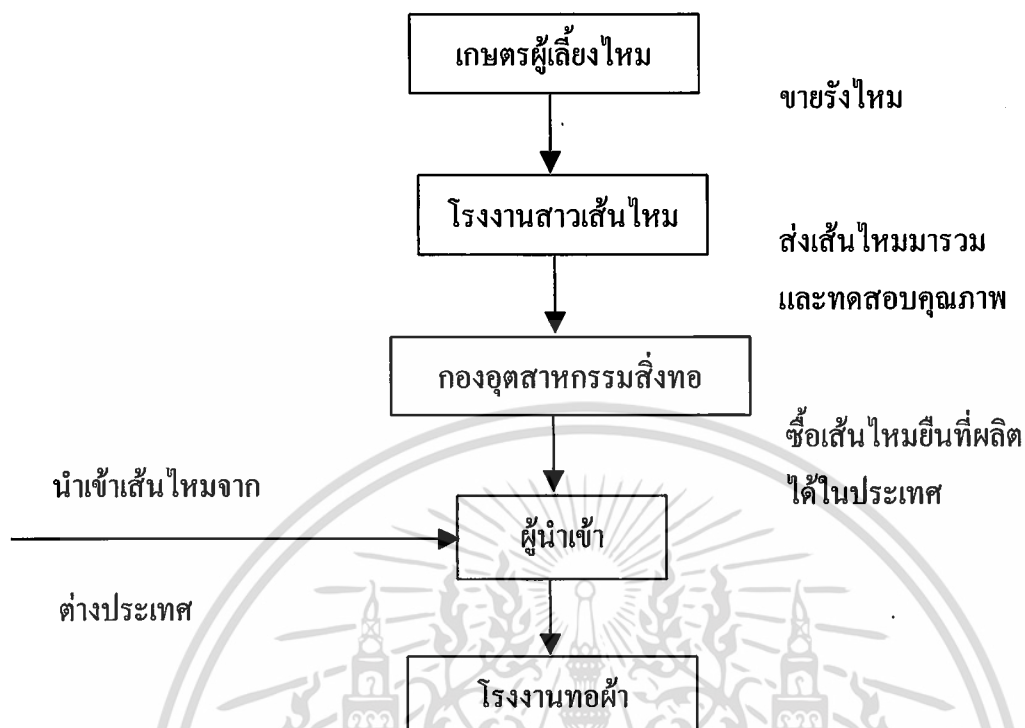 เกษตรผู้เลี้ยงไหม
ขายรังไหม
โรงงานสาวเส้นไหม
ส่งเส้นไหมมารวม
และทดสอบคุณภาพ
กองอุตสาหกรรมสิ่งทอ
ซื้อเส้นไหมยืนที่ผลิต
ได้ในประเทศ
นำเข้าเส้นไหมจาก
ผู้นำเข้า
ต่างประเทศ
โรงงานทอผ้า